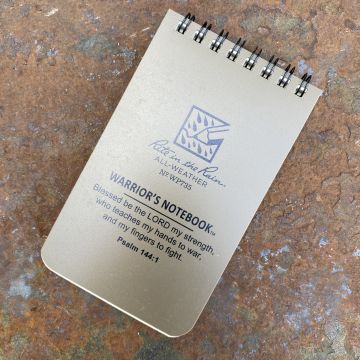 Rite in the Rain
ALL-WEATHER
Nº WP735
WARRIOR'S NOTEBOOK™
Blessed be the LORD my strength,
who teaches my hands to war,
and my fingers to fight.
Psalm 144:1